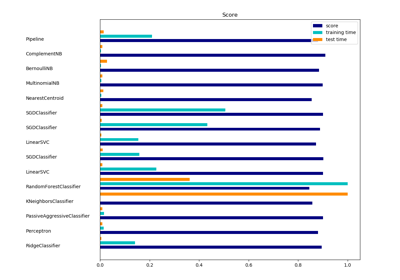 Score
score
training time
test time
Pipeline
ComplementNB
BernoulliNB
MultinomialNB
NearestCentroid
SGDClassifier
SGDClassifier
LinearSVC
SGDClassifier
LinearSVC
RandomForestClassifier
KNeighborsClassifier
PassiveAggressiveClassifier
Perceptron
RidgeClassifier
0.0 0.2 0.4 0.6 0.8 1.0